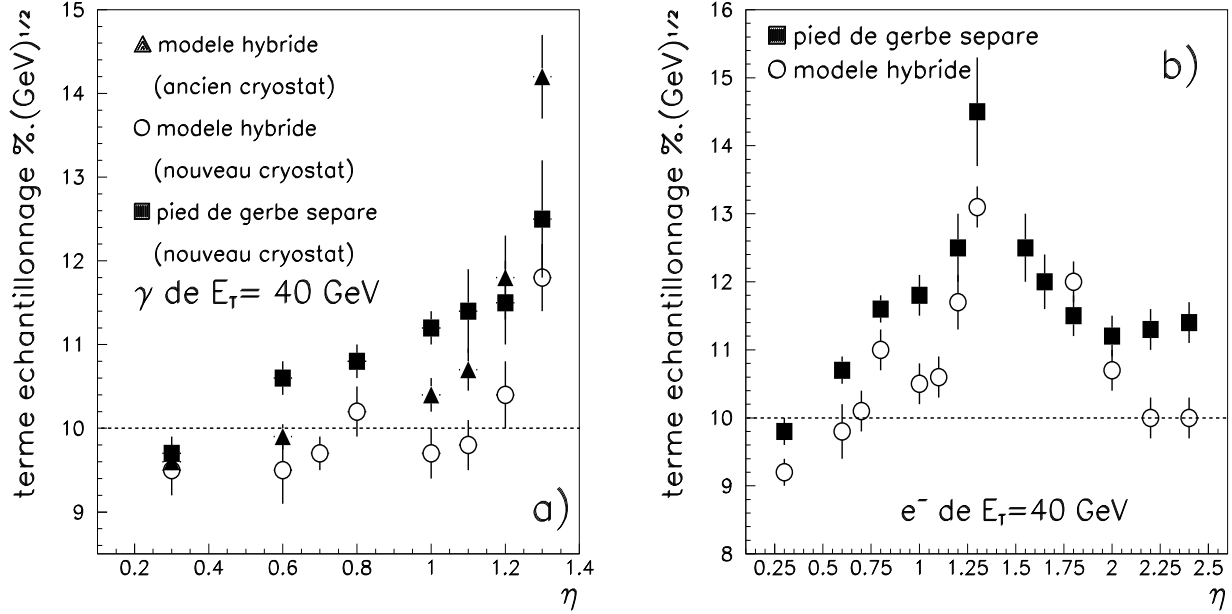 terme echantillonnage %.(GeV)^1/2
15
14
13
12
11
10
9
▲ modele hybride
(ancien cryostat)
○ modele hybride
(nouveau cryostat)
■ pied de gerbe separe
(nouveau cryostat)
γ de E_T= 40 GeV
a)
0.2 0.4 0.6 0.8 1 1.2 1.4
η
terme echantillonnage %.(GeV)^1/2
16
15
14
13
12
11
10
9
8
■ pied de gerbe separe
○ modele hybride
b)
e⁻ de E_T=40 GeV
0.25 0.5 0.75 1 1.25 1.5 1.75 2 2.25 2.5
η